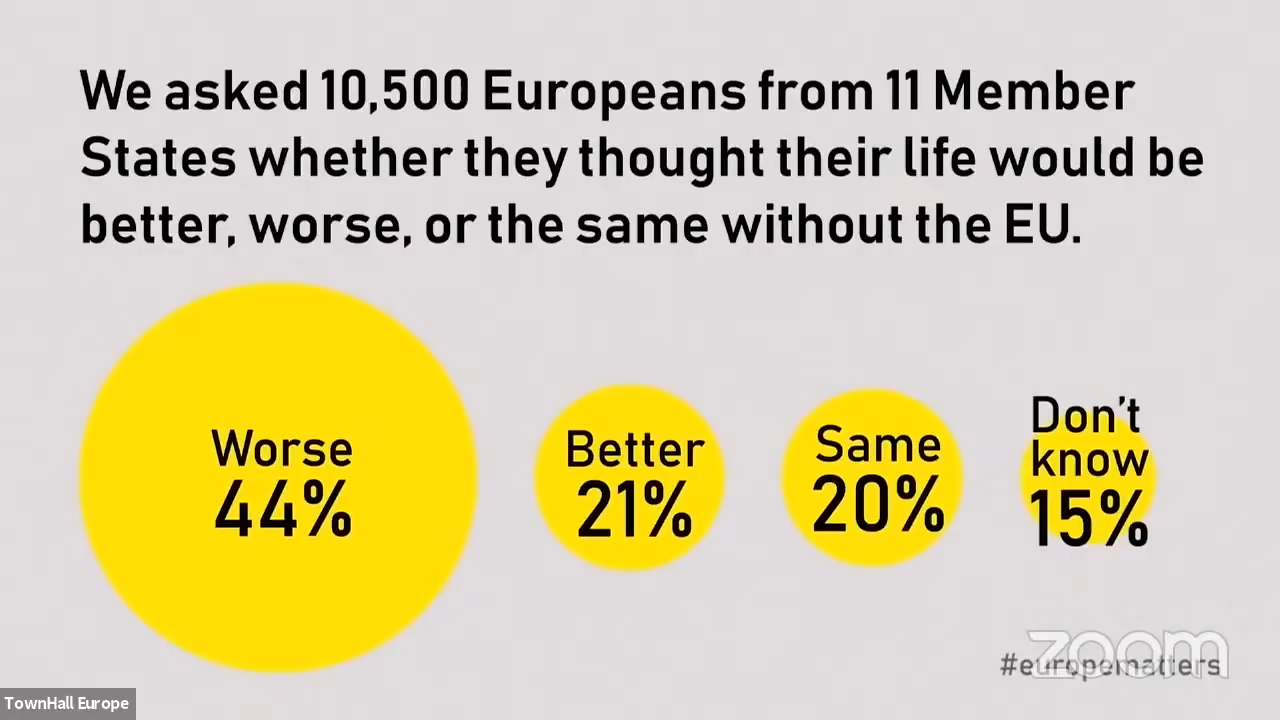 We asked 10,500 Europeans from 11 Member
States whether they thought their life would be
better, worse, or the same without the EU.
Worse
44%
Better
21%
Same
20%
Don't
know
15%
zoom
#europematters
TownHall Europe